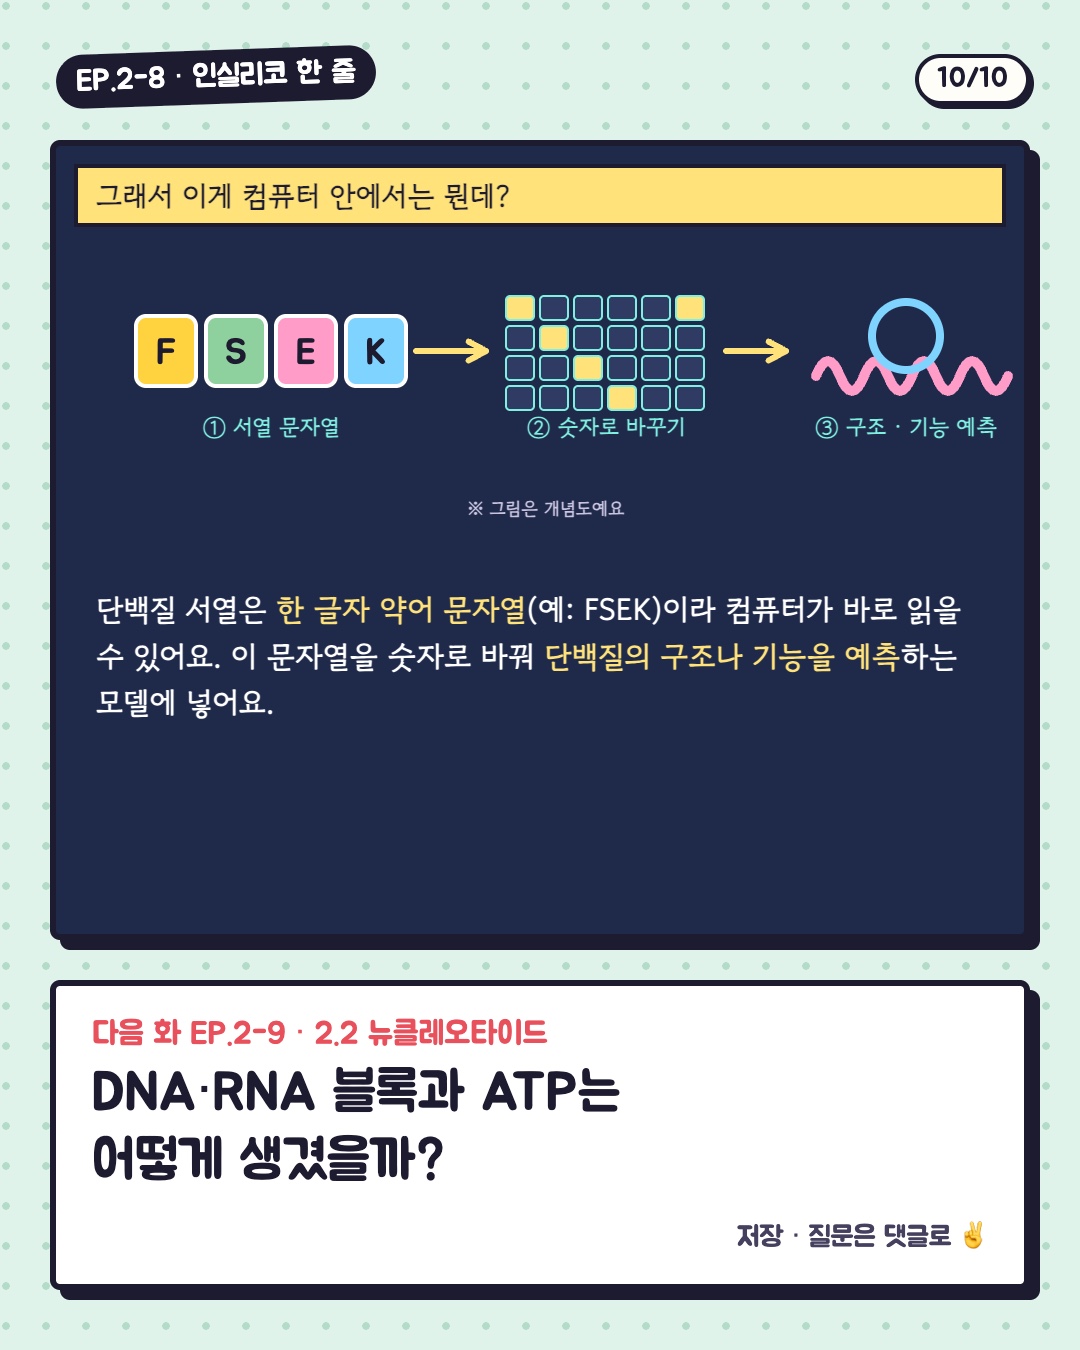 EP.2-8 · 인실리코 한 줄
10/10
그래서 이게 컴퓨터 안에서는 뭔데?
F S E K
① 서열 문자열
② 숫자로 바꾸기
③ 구조 · 기능 예측
※ 그림은 개념도예요
단백질 서열은 한 글자 약어 문자열(예: FSEK)이라 컴퓨터가 바로 읽을
수 있어요. 이 문자열을 숫자로 바꿔 단백질의 구조나 기능을 예측하는
모델에 넣어요.
다음 화 EP.2-9 · 2.2 뉴클레오타이드
DNA·RNA 블록과 ATP는
어떻게 생겼을까?
저장 · 질문은 댓글로 ✌️